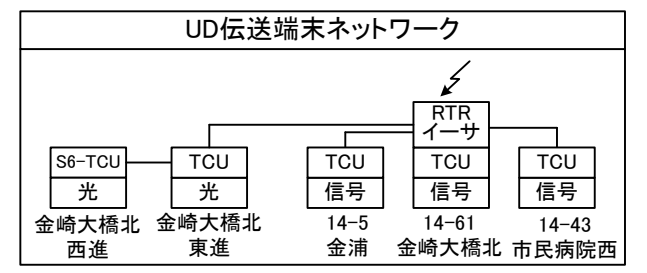 UD伝送端末ネットワーク
RTR
イーサ
S6-TCU
TCU
TCU
TCU
TCU
光
光
信号
信号
信号
金崎大橋北
西進
金崎大橋北
東進
14-5
金浦
14-61
金崎大橋北
14-43
市民病院西